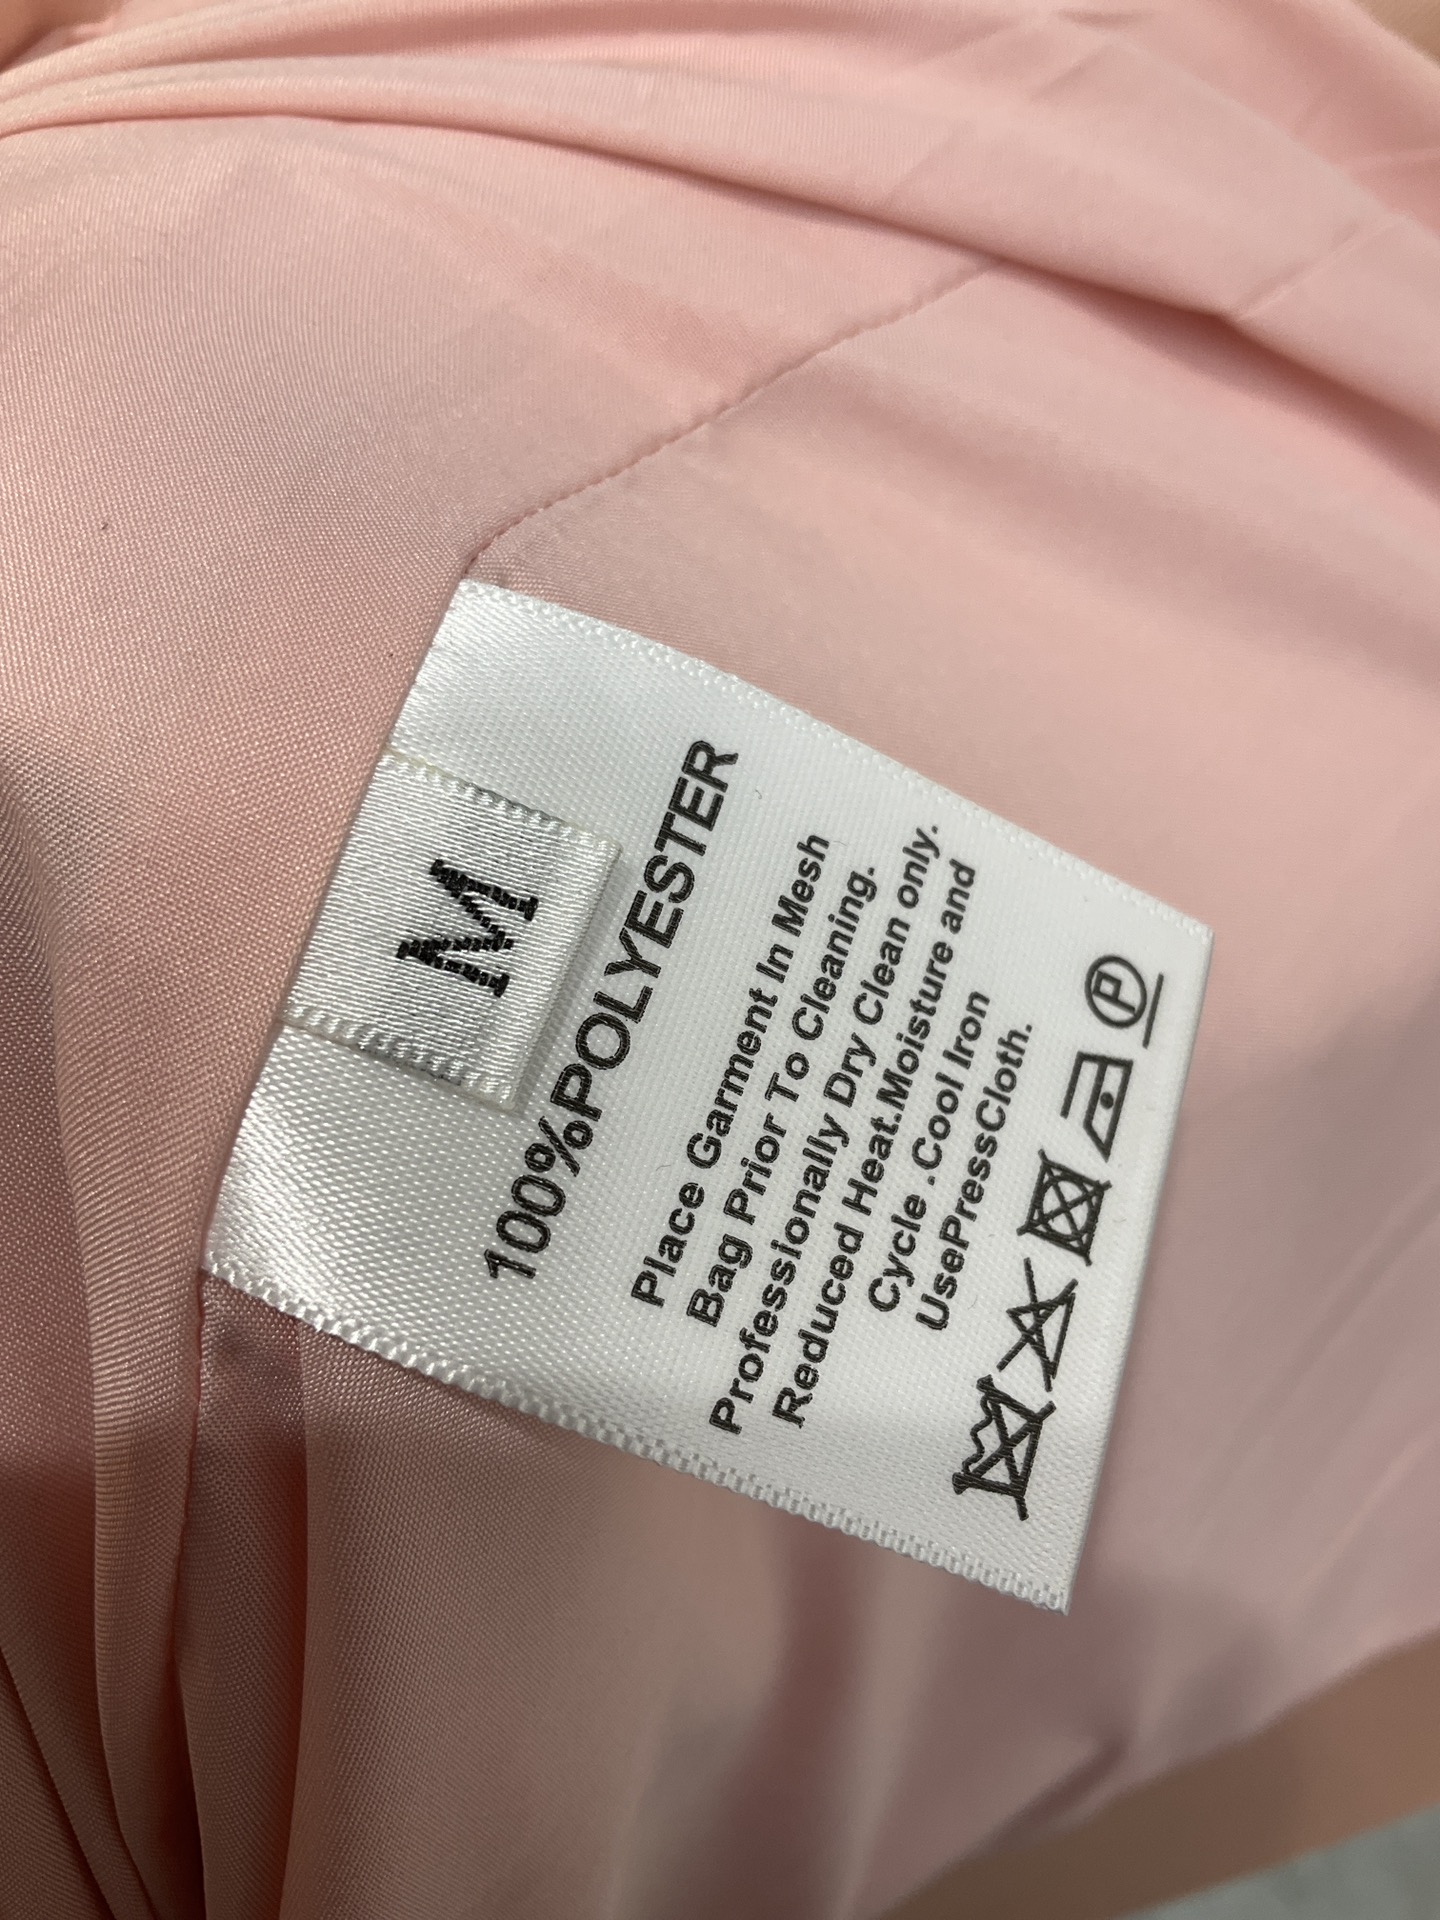 M
100%POLYESTER
Place Garment In Mesh
Bag Prior To Cleaning.
Professionally Dry Clean only.
Reduced Heat.Moisture and
Cycle .Cool Iron
UsePressCloth.
P